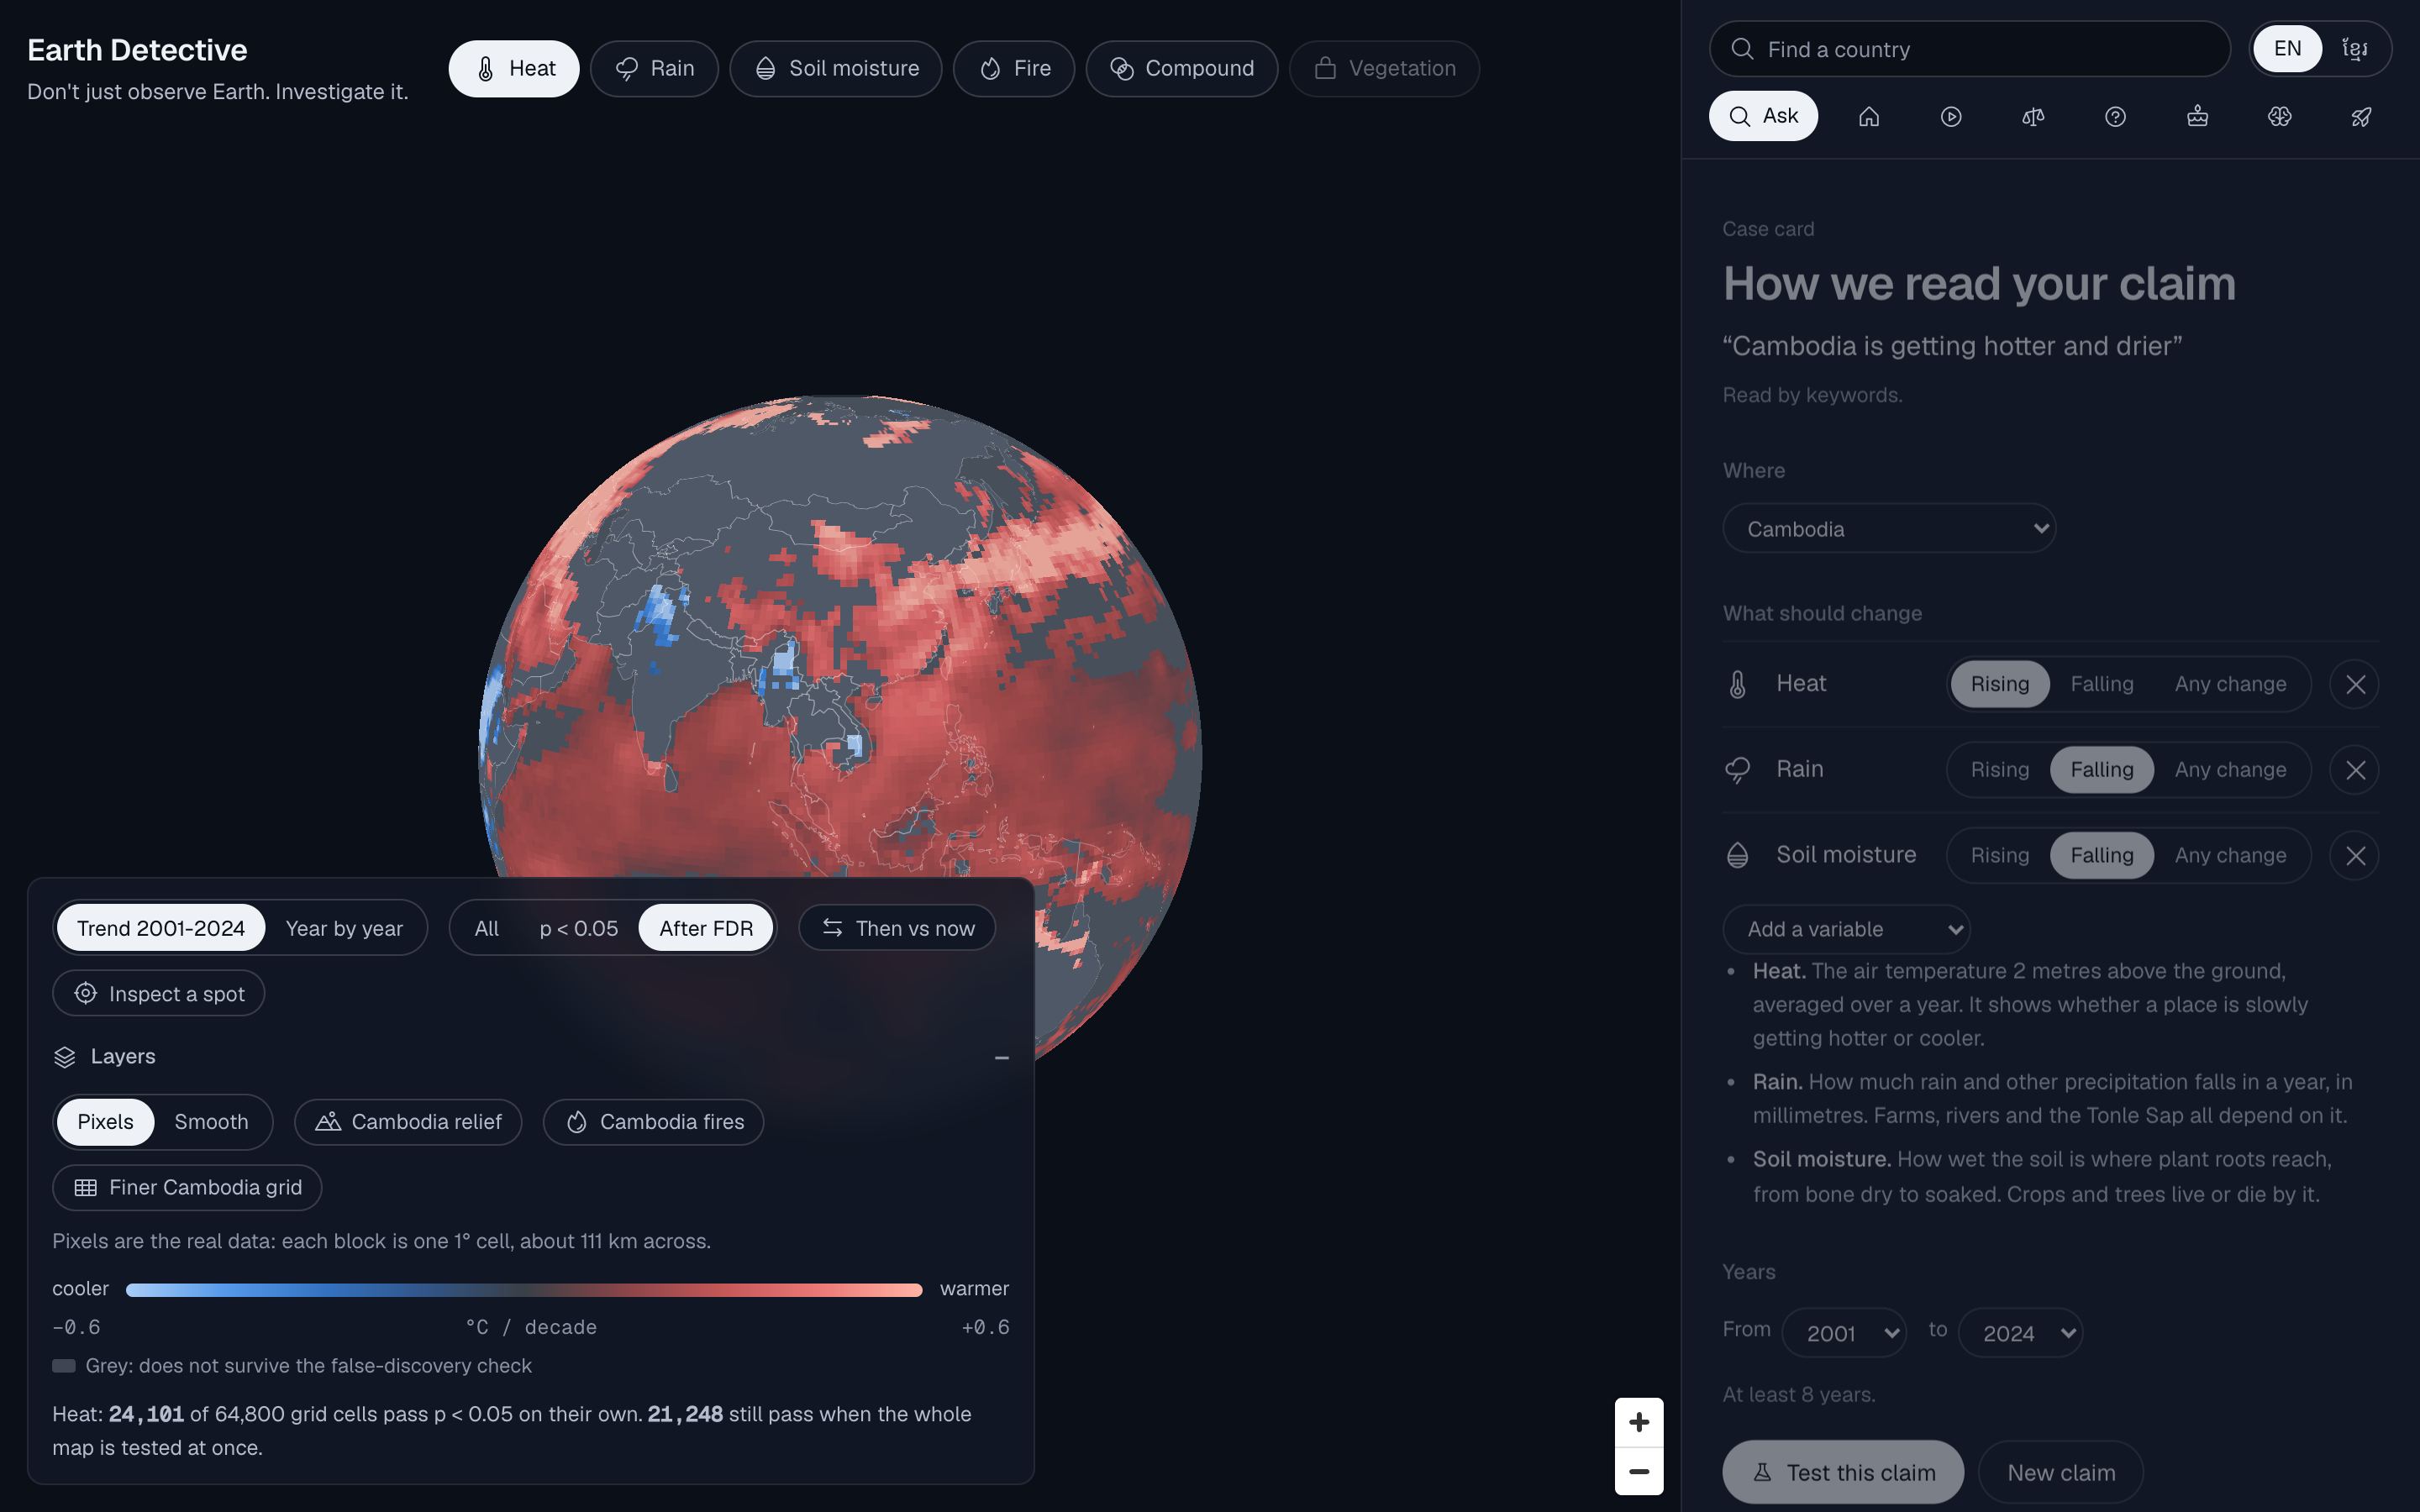 Earth Detective
Don't just observe Earth. Investigate it.
Heat
Rain
Soil moisture
Fire
Compound
Vegetation
Find a country
EN
ខ្មែរ
Ask
Case card
How we read your claim
“Cambodia is getting hotter and drier”
Read by keywords.
Where
Cambodia
What should change
Heat Rising Falling Any change
Rain Rising Falling Any change
Soil moisture Rising Falling Any change
Add a variable
• Heat. The air temperature 2 metres above the ground,
averaged over a year. It shows whether a place is slowly
getting hotter or cooler.
• Rain. How much rain and other precipitation falls in a year, in
millimetres. Farms, rivers and the Tonle Sap all depend on it.
• Soil moisture. How wet the soil is where plant roots reach,
from bone dry to soaked. Crops and trees live or die by it.
Years
From 2001 to 2024
At least 8 years.
Test this claim
New claim
Trend 2001-2024 Year by year
All p < 0.05 After FDR
Then vs now
Inspect a spot
Layers
Pixels Smooth
Cambodia relief
Cambodia fires
Finer Cambodia grid
Pixels are the real data: each block is one 1° cell, about 111 km across.
cooler warmer
−0.6 °C / decade +0.6
Grey: does not survive the false-discovery check
Heat: 24,101 of 64,800 grid cells pass p < 0.05 on their own. 21,248 still pass when the whole
map is tested at once.